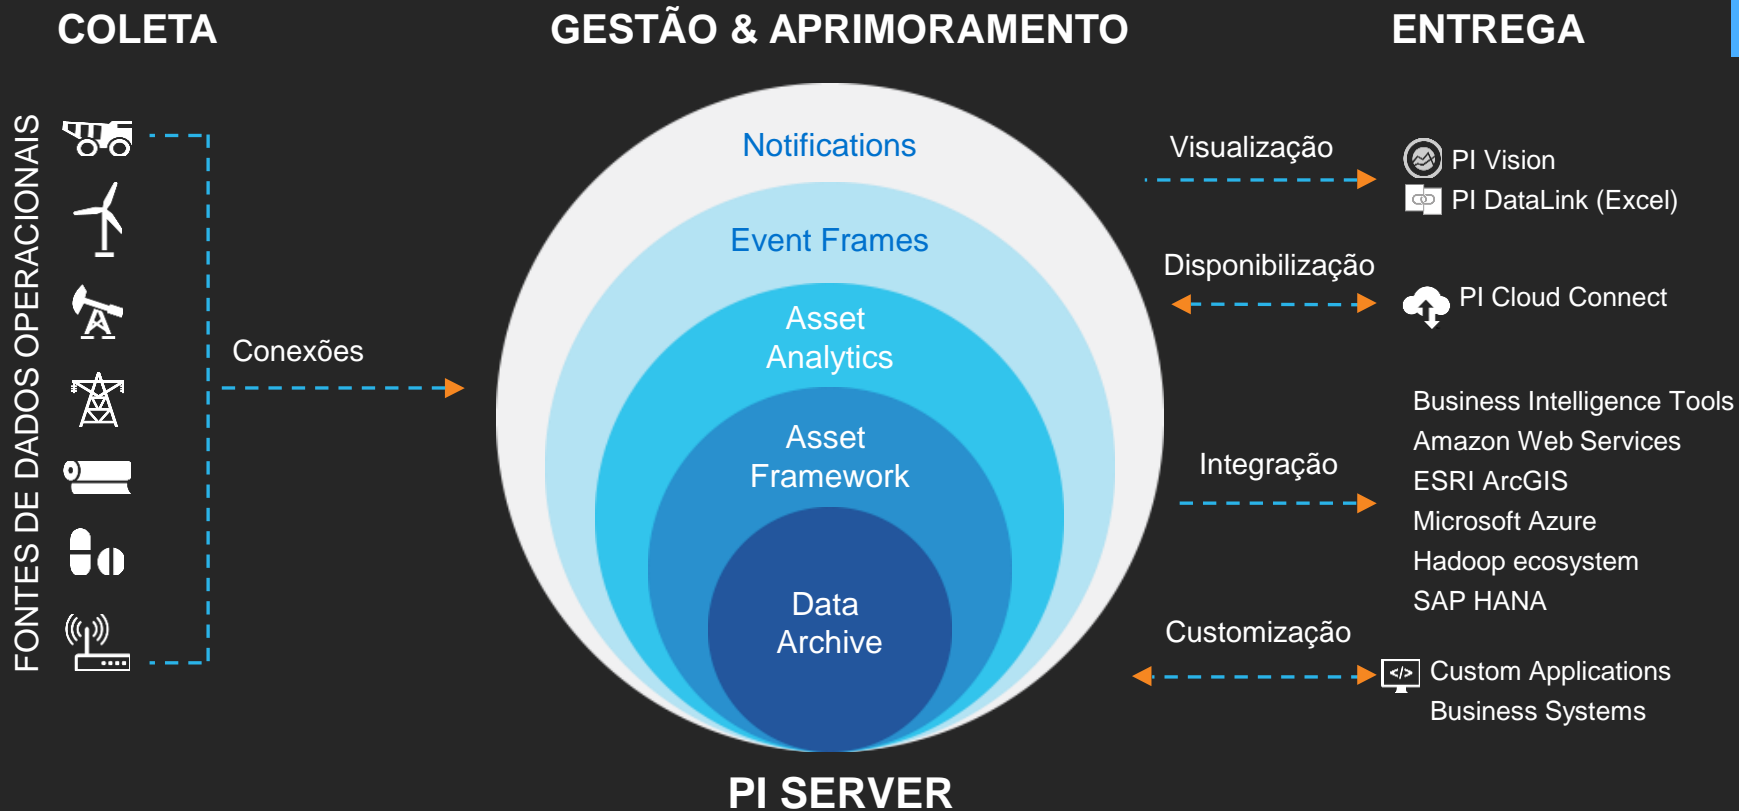 COLETA
GESTÃO & APRIMORAMENTO
ENTREGA
FONTES DE DADOS OPERACIONAIS
Conexões
Notifications
Event Frames
Asset
Analytics
Asset
Framework
Data
Archive
PI SERVER
Visualização
PI Vision
PI DataLink (Excel)
Disponibilização
PI Cloud Connect
Integração
Business Intelligence Tools
Amazon Web Services
ESRI ArcGIS
Microsoft Azure
Hadoop ecosystem
SAP HANA
Customização
</>
Custom Applications
Business Systems